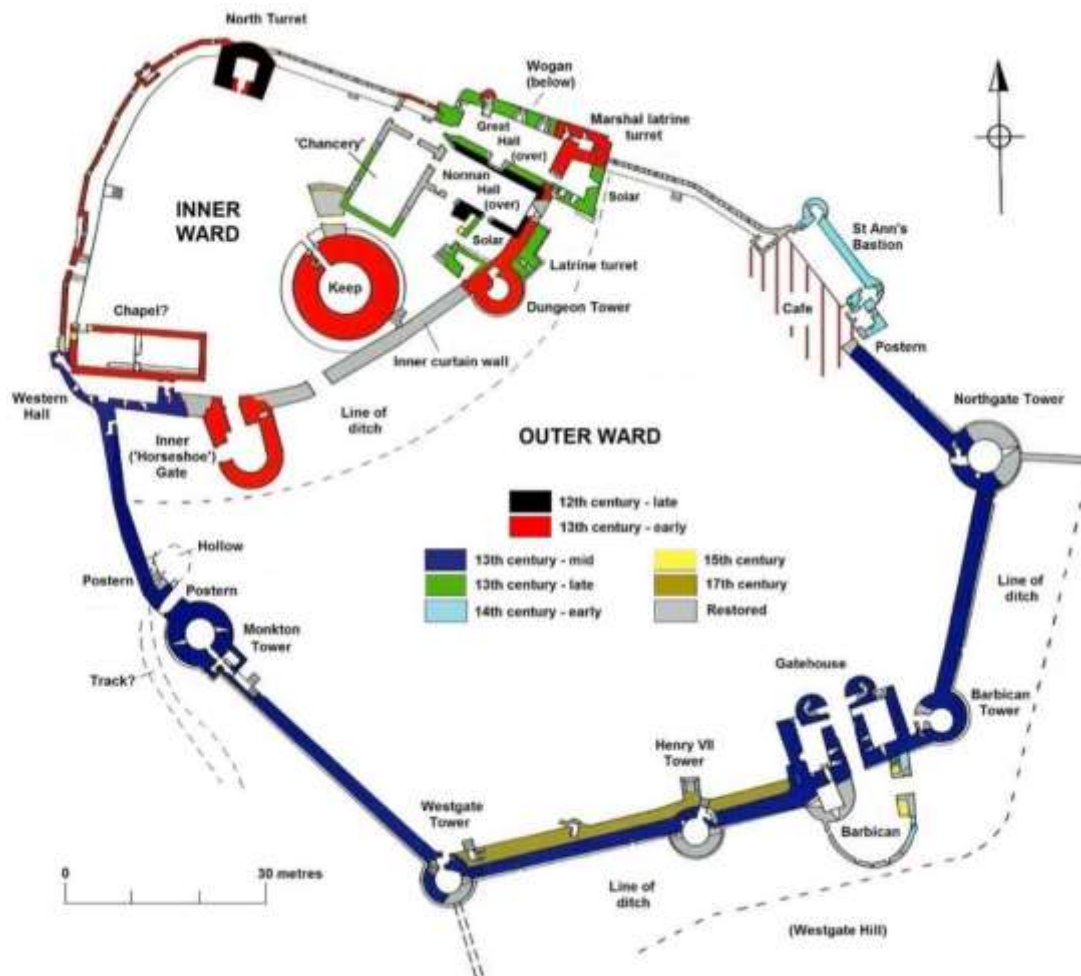 North Turret
Wogan
(below)
Marshal latrine
turret
Great
Hall
(over)
'Chancery'
Norman
Hall
(over)
Solar
INNER
WARD
Solar
St Ann's
Bastion
Latrine turret
Keep
Dungeon Tower
Cafe
Chapel?
Postern
Inner curtain wall
Western
Hall
Northgate Tower
Line of
ditch
OUTER WARD
Inner
('Horseshoe')
Gate
12th century - late
13th century - early
Hollow
13th century - mid
15th century
Postern
Postern
13th century - late
17th century
Line of
ditch
14th century - early
Restored
Monkton
Tower
Gatehouse
Track?
Barbican
Tower
Henry VII
Tower
Westgate
Tower
Barbican
0
30 metres
Line of
ditch
(Westgate Hill)